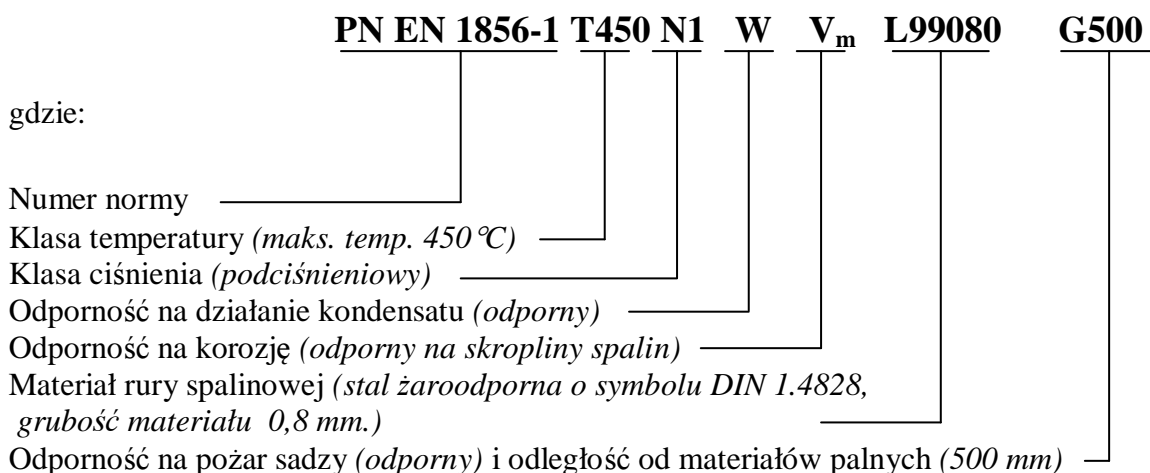 PN EN 1856-1 T450 N1 W Vm L99080 G500
gdzie:
Numer normy
Klasa temperatury (maks. temp. 450℃)
Klasa ciśnienia (podciśnieniowy)
Odporność na działanie kondensatu (odporny)
Odporność na korozję (odporny na skropliny spalin)
Materiał rury spalinowej (stal żaroodporna o symbolu DIN 1.4828,
grubość materiału 0,8 mm.)
Odporność na pożar sadzy (odporny) i odległość od materiałów palnych (500 mm)